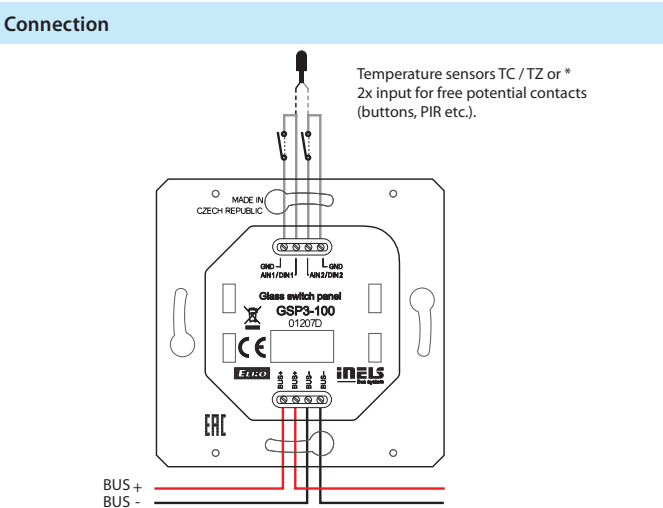 Connection
Temperature sensors TC / TZ or *
2x input for free potential contacts
(buttons, PIR etc.).
MADE IN
CZECH REPUBLIC
GND
GND
AIN1/DIN1
AIN2/DIN2
Glass switch panel
GSP3-100
01207D
CE
ELKO
iNELS
Bus system
BUS+
BUS+
BUS-
BUS-
EAC
BUS +
BUS -